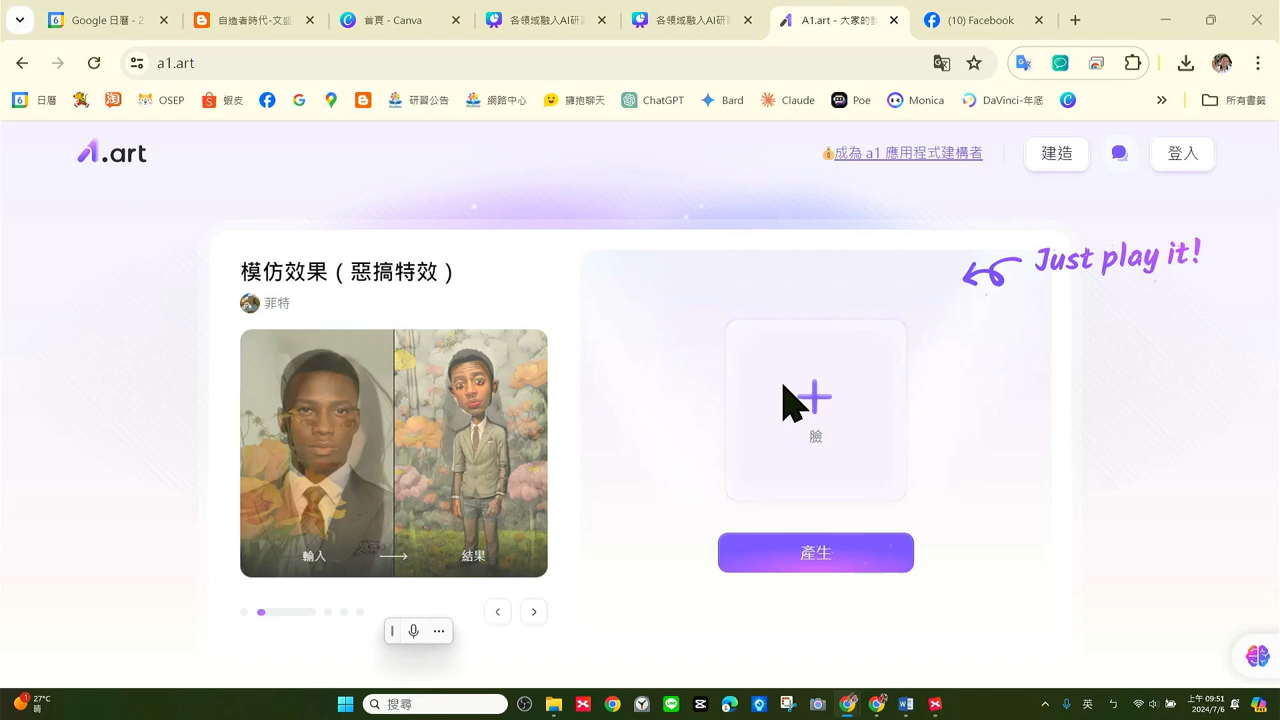 Google 日曆 - 2
自造者時代-文盛
首頁 - Canva
各領域融入AI研
各領域融入AI研
A1.art - 大家的
(10) Facebook
a1.art
日曆
OSEP
蝦皮
研習公告
網路中心
擁抱聊天
ChatGPT
Bard
Claude
Poe
Monica
DaVinci-年底
所有書籤
A1.art
成為 a1 應用程式建構者
建造
登入
Just play it!
模仿效果（惡搞特效）
菲特
輸入
結果
臉
產生
27°C
晴
搜尋
英
上午 09:51
2024/7/6